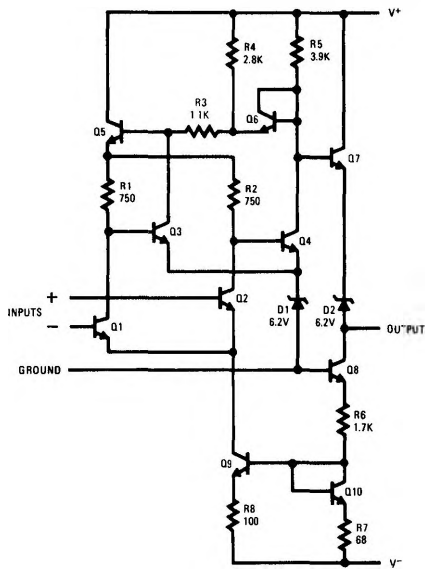 V+
R4
2.8K
R5
3.9K
R3
1.1K
Q5
Q6
Q7
R1
750
R2
750
Q3
Q4
+
INPUTS
−
Q1
Q2
D1
6.2V
D2
6.2V
OUTPUT
GROUND
Q8
R6
1.7K
Q9
Q10
R8
100
R7
68
V−